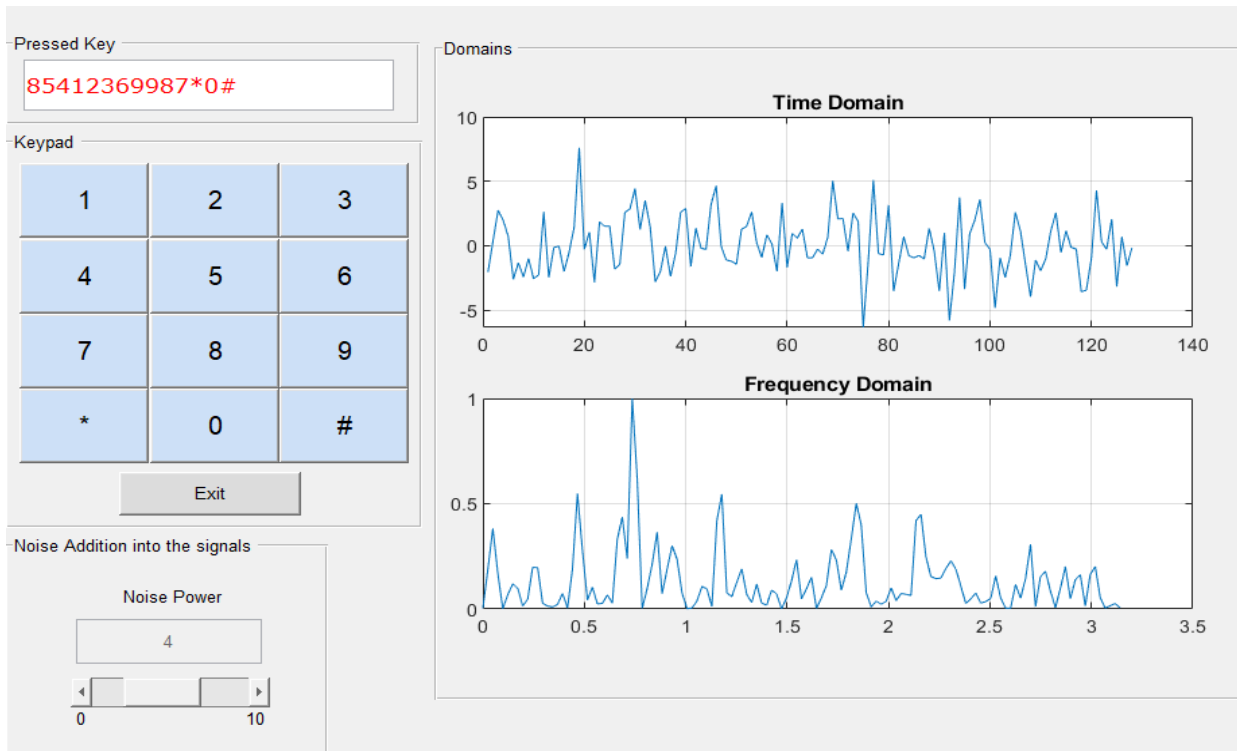 Pressed Key
85412369987*0#
Keypad
1 2 3
4 5 6
7 8 9
* 0 #
Exit
Noise Addition into the signals
Noise Power
4
0 10
Domains
Time Domain
10
5
0
-5
0 20 40 60 80 100 120 140
Frequency Domain
1
0.5
0
0 0.5 1 1.5 2 2.5 3 3.5